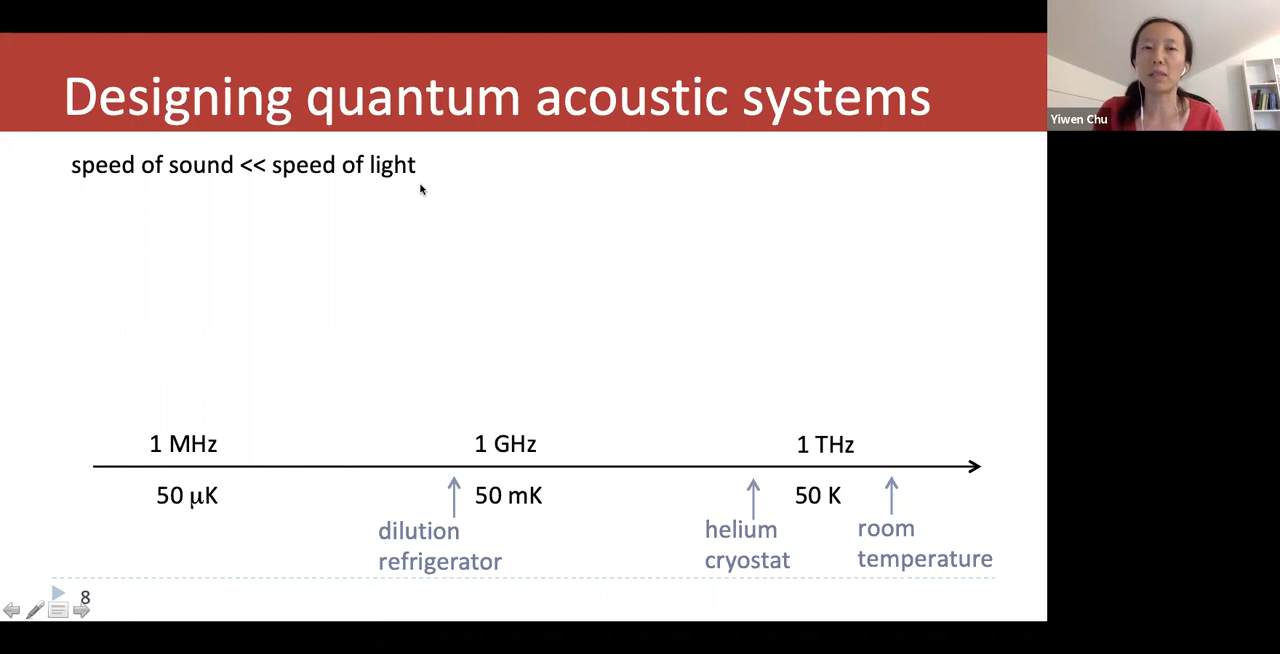 Designing quantum acoustic systems
Yiwen Chu
speed of sound << speed of light
1 MHz 1 GHz 1 THz
50 μK 50 mK 50 K
dilution refrigerator
helium cryostat
room temperature
8